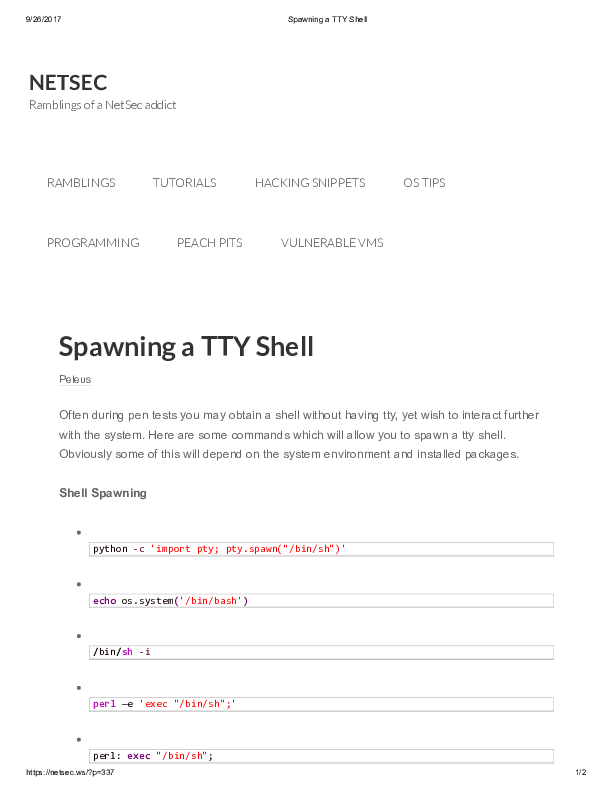 9/26/2017 Spawning a TTY Shell
NETSEC
Ramblings of a NetSec addict
RAMBLINGS TUTORIALS HACKING SNIPPETS OS TIPS
PROGRAMMING PEACH PITS VULNERABLE VMS
Spawning a TTY Shell
Peleus
Often during pen tests you may obtain a shell without having tty, yet wish to interact further
with the system. Here are some commands which will allow you to spawn a tty shell.
Obviously some of this will depend on the system environment and installed packages.
Shell Spawning
python -c 'import pty; pty.spawn("/bin/sh")'
echo os.system('/bin/bash')
/bin/sh -i
perl —e 'exec "/bin/sh";'
perl: exec "/bin/sh";
https://netsec.ws/?p=337 1/2